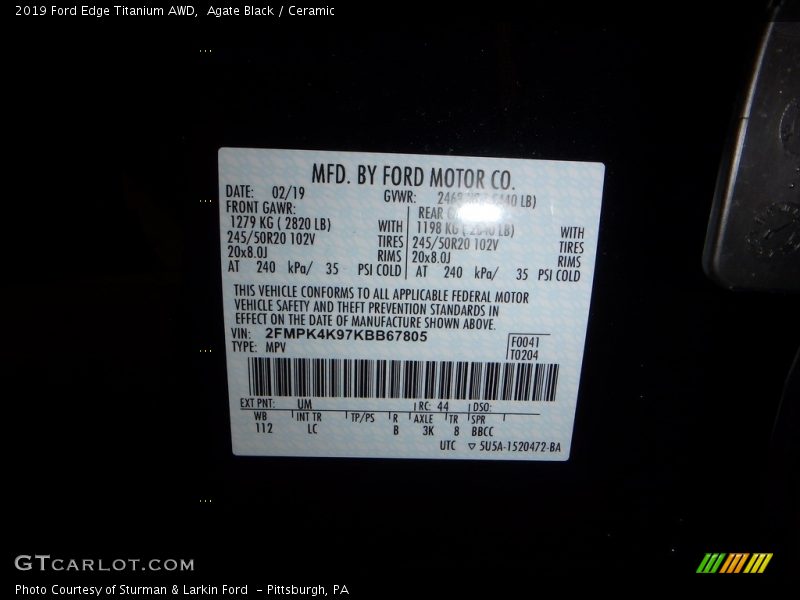 2019 Ford Edge Titanium AWD, Agate Black / Ceramic
MFD. BY FORD MOTOR CO.
DATE: 02/19 GVWR: LB)
FRONT GAWR: REAR
1279 KG ( 2820 LB) WITH 1198 KG LB) WITH
245/50R20 102V TIRES 245/50R20 102V TIRES
20x8.0J RIMS 20x8.0J RIMS
AT 240 kPa/ 35 PSI COLD AT 240 kPa/ 35 PSI COLD
THIS VEHICLE CONFORMS TO ALL APPLICABLE FEDERAL MOTOR
VEHICLE SAFETY AND THEFT PREVENTION STANDARDS IN
EFFECT ON THE DATE OF MANUFACTURE SHOWN ABOVE.
VIN: 2FMPK4K97KBB67805 F0041
TYPE: MPV T0204
EXT PNT: UM RC: 44 DSO:
WB INT TR TP/PS R AXLE TR SPR
112 LC B 3K 8 BBCC
UTC ▽ 5U5A-1520472-BA
GTCARLOT.COM
Photo Courtesy of Sturman & Larkin Ford - Pittsburgh, PA